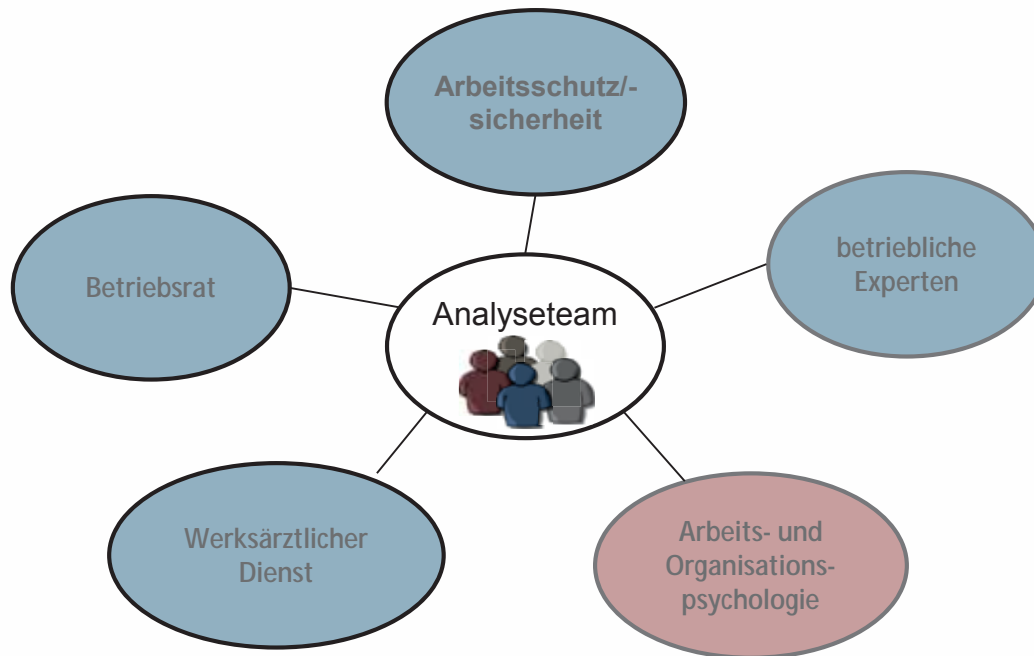 Arbeitsschutz/-
sicherheit
betriebliche
Experten
Betriebsrat
Analyseteam
Werksärztlicher
Dienst
Arbeits- und
Organisations-
psychologie